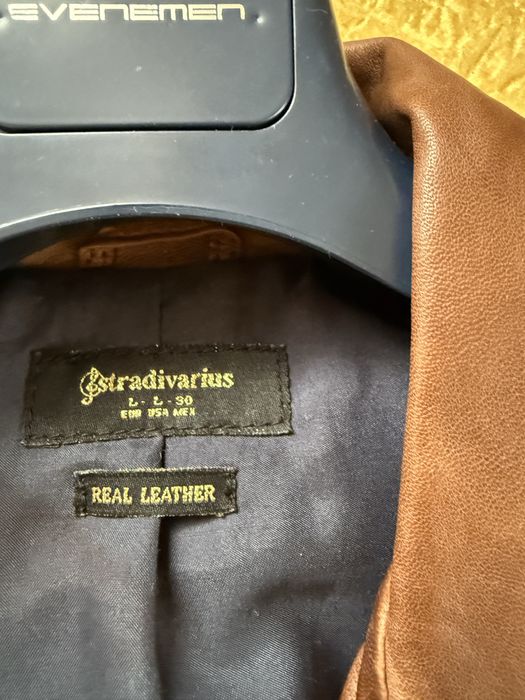 EVENEMEN
Stradivarius
L - L - 30
EUR USA MEX
REAL LEATHER